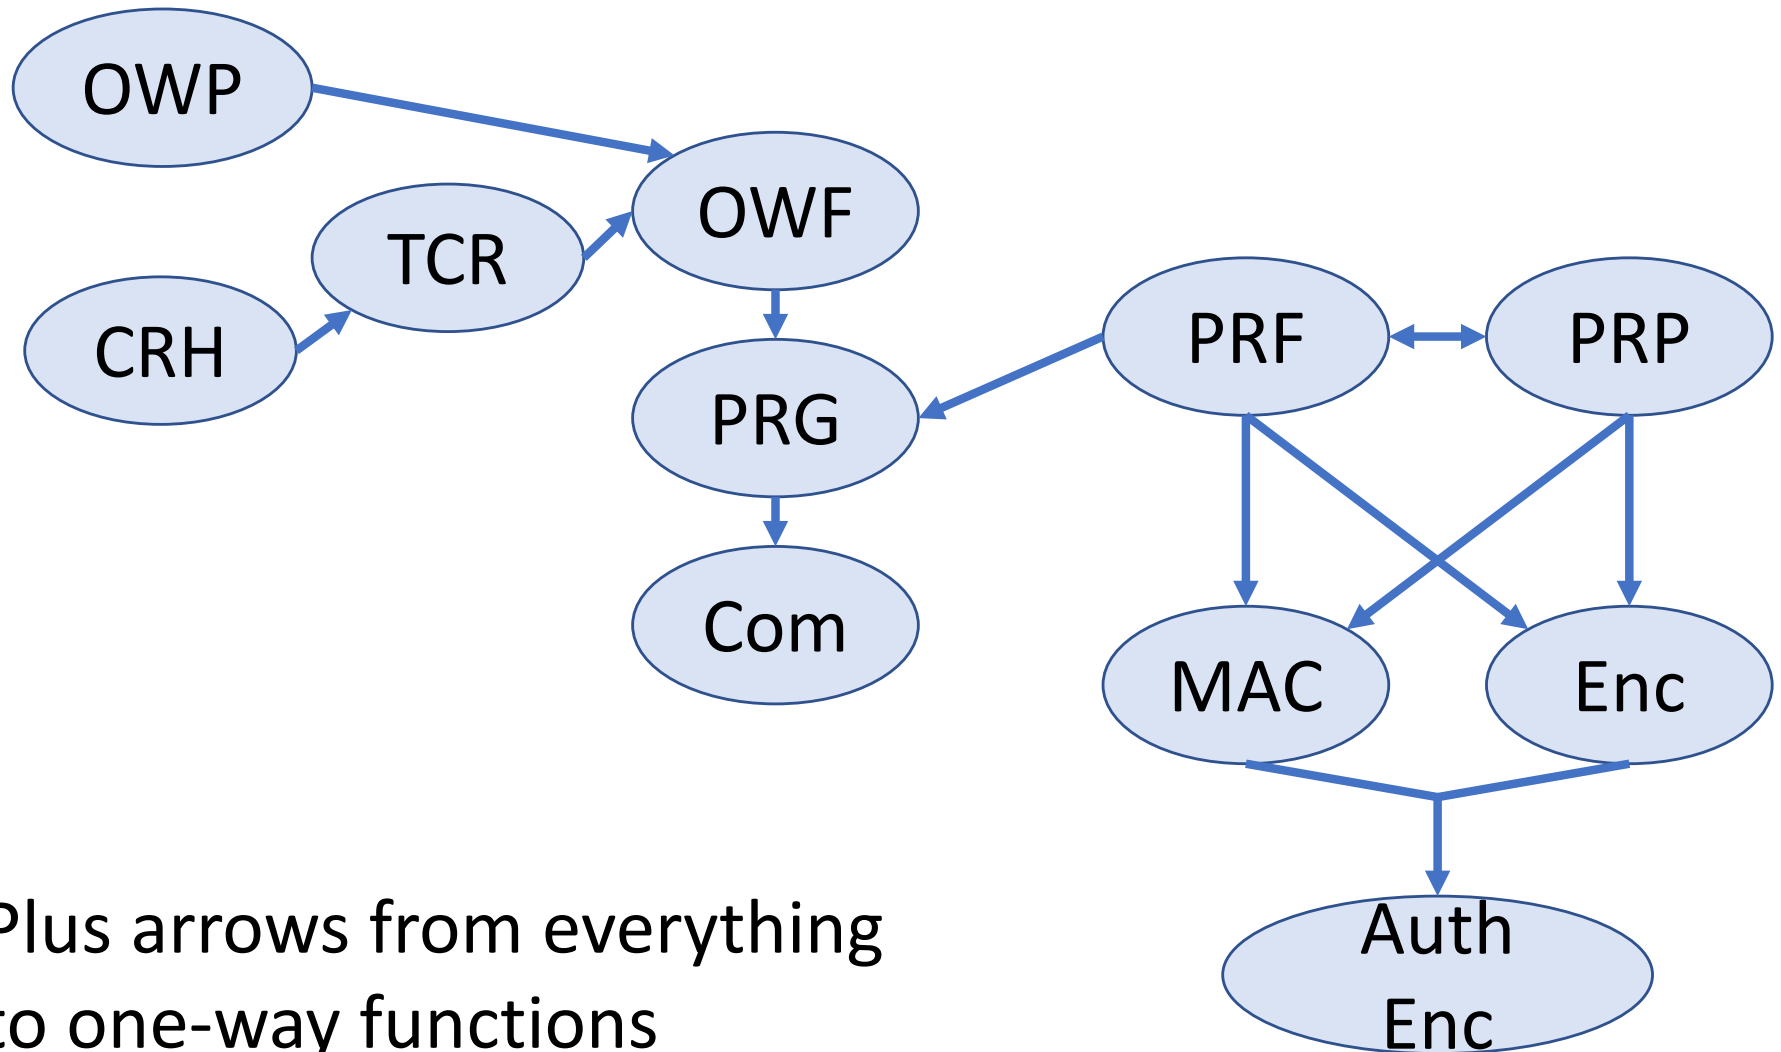 OWP
OWF
TCR
CRH
PRF
PRP
PRG
Com
MAC
Enc
Auth
Enc
Plus arrows from everything
to one-way functions